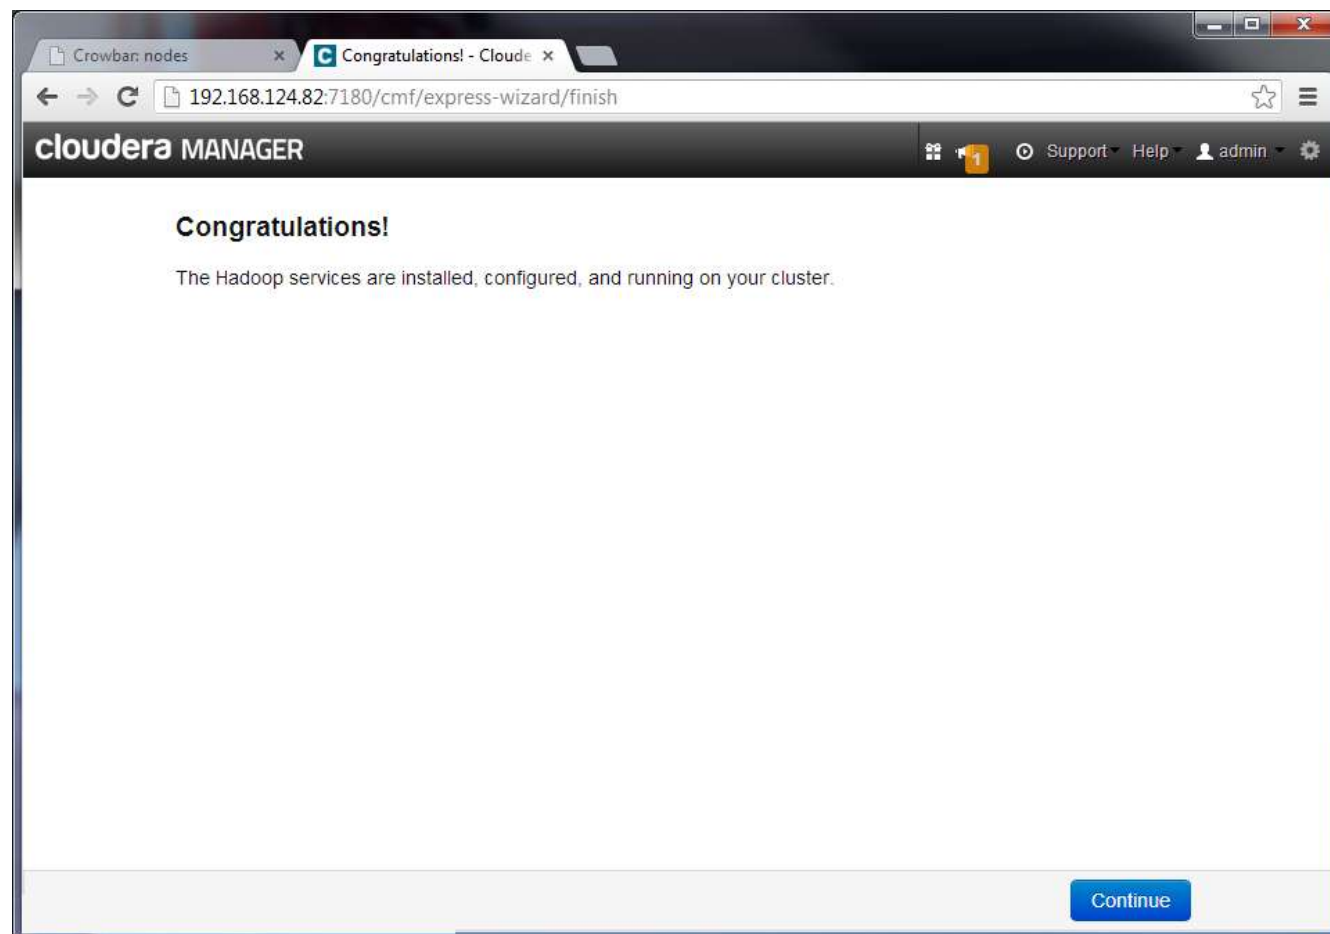 Crowbar: nodes
Congratulations! - Cloude
192.168.124.82:7180/cmf/express-wizard/finish
cloudera MANAGER
1
Support Help admin
Congratulations!
The Hadoop services are installed, configured, and running on your cluster.
Continue